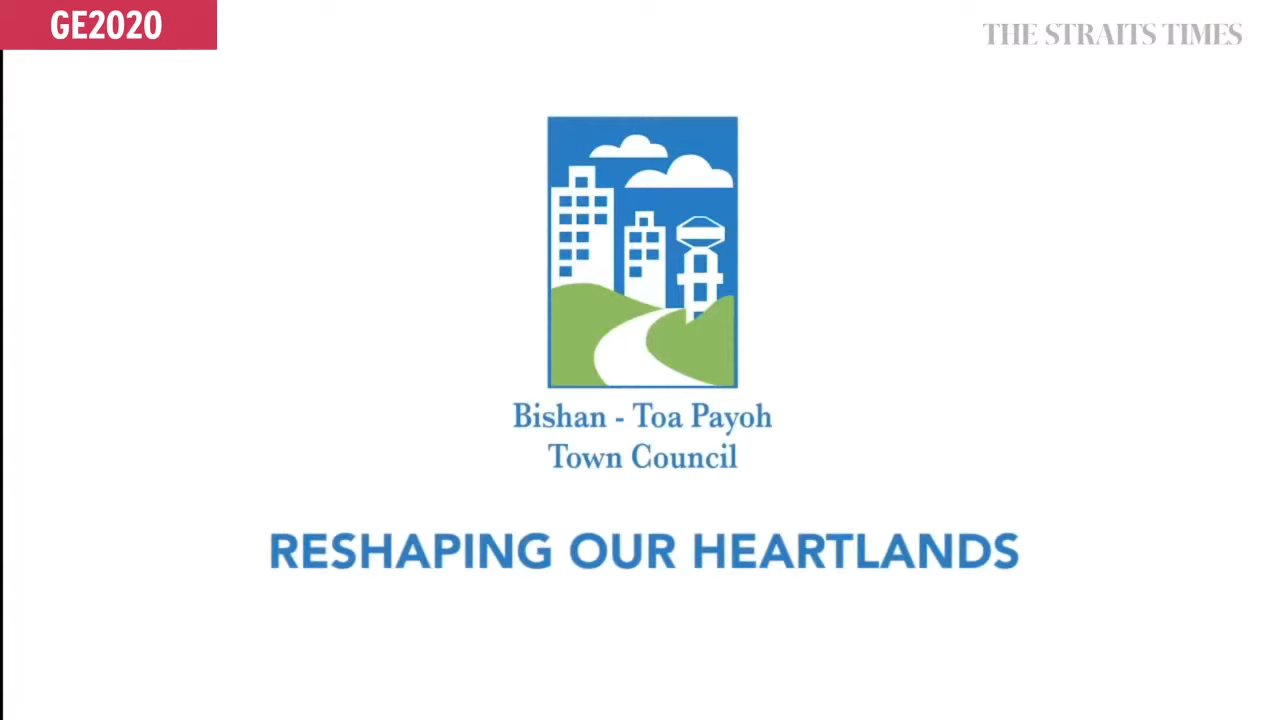 GE2020
THE STRAITS TIMES
Bishan - Toa Payoh
Town Council
RESHAPING OUR HEARTLANDS